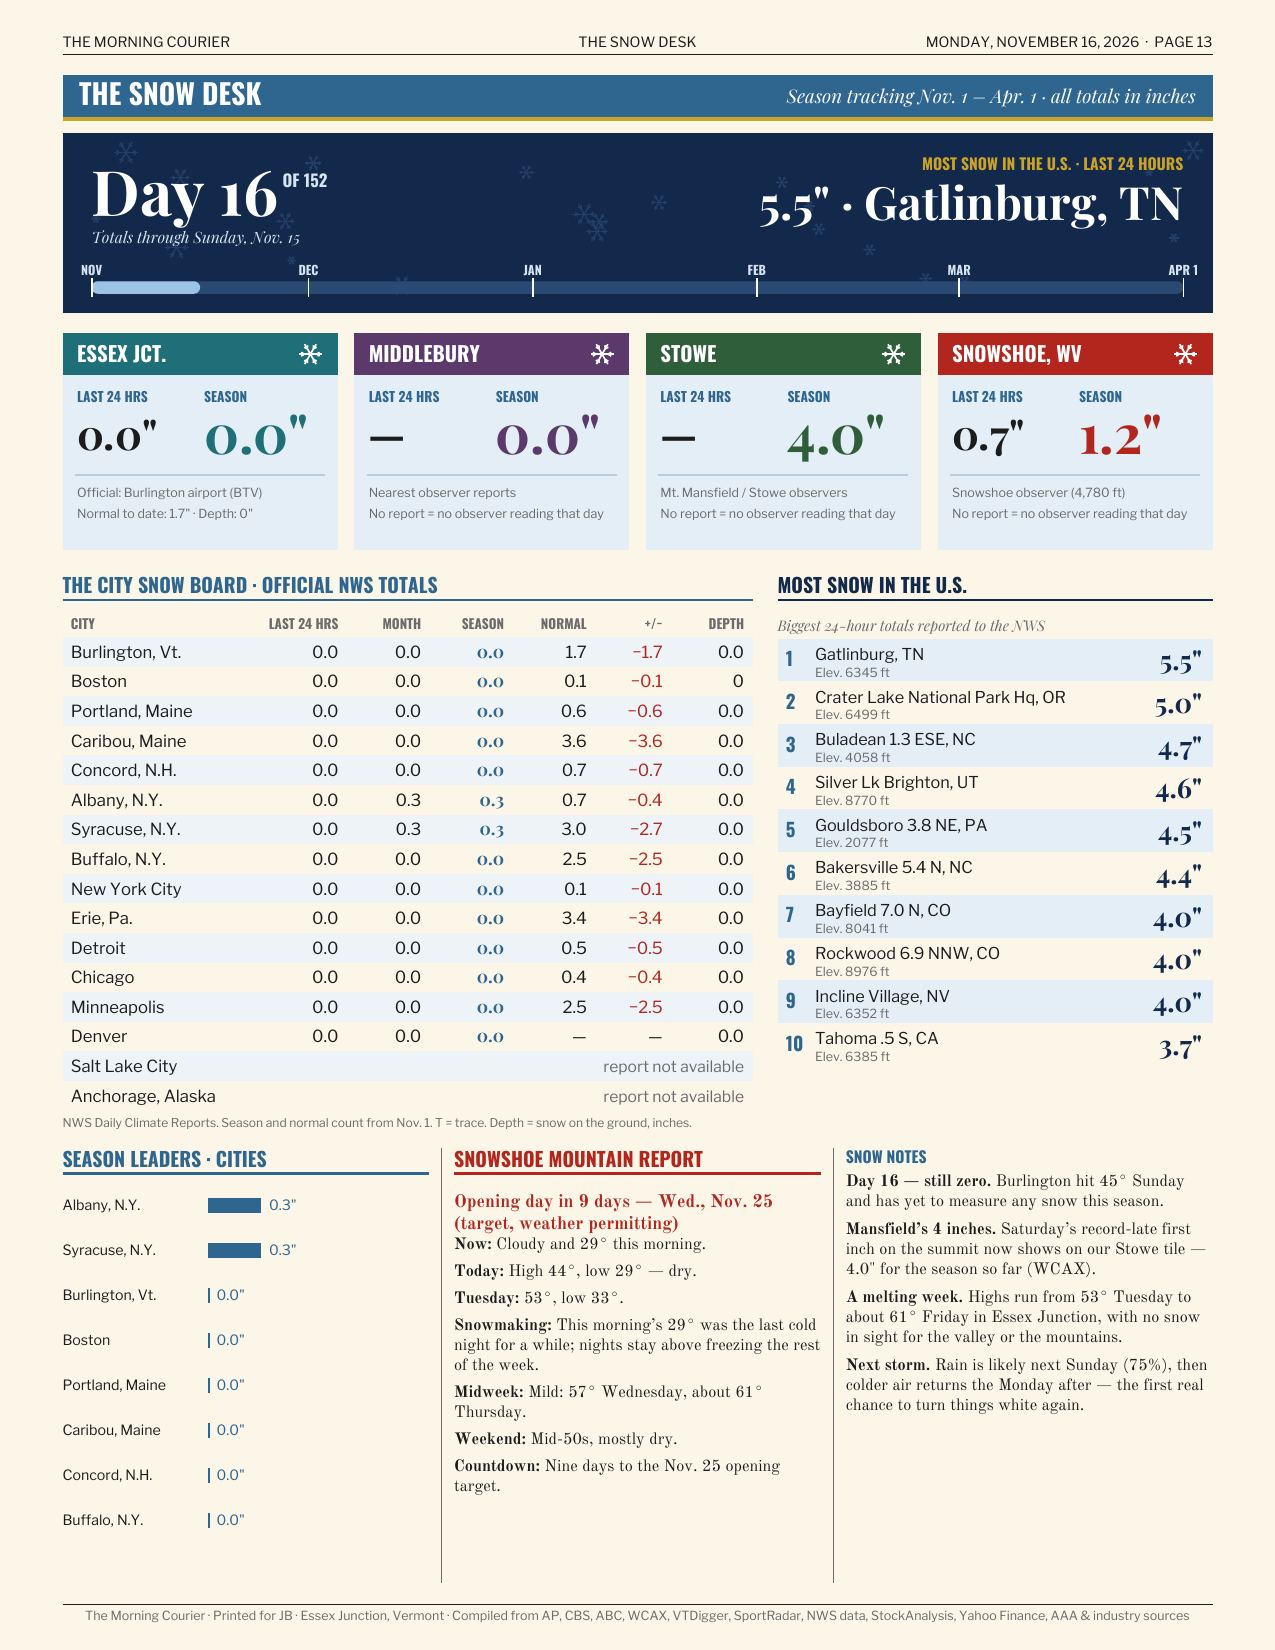 THE MORNING COURIER THE SNOW DESK MONDAY, NOVEMBER 16, 2026 · PAGE 13
THE SNOW DESK Season tracking Nov. 1 – Apr. 1 · all totals in inches
Day 16 OF 152
Totals through Sunday, Nov. 15
MOST SNOW IN THE U.S. · LAST 24 HOURS
5.5" · Gatlinburg, TN
NOV DEC JAN FEB MAR APR 1
ESSEX JCT.
LAST 24 HRS SEASON
0.0" 0.0"
Official: Burlington airport (BTV)
Normal to date: 1.7" · Depth: 0"
MIDDLEBURY
LAST 24 HRS SEASON
— 0.0"
Nearest observer reports
No report = no observer reading that day
STOWE
LAST 24 HRS SEASON
— 4.0"
Mt. Mansfield / Stowe observers
No report = no observer reading that day
SNOWSHOE, WV
LAST 24 HRS SEASON
0.7" 1.2"
Snowshoe observer (4,780 ft)
No report = no observer reading that day
THE CITY SNOW BOARD · OFFICIAL NWS TOTALS
CITY LAST 24 HRS MONTH SEASON NORMAL +/− DEPTH
Burlington, Vt. 0.0 0.0 0.0 1.7 −1.7 0.0
Boston 0.0 0.0 0.0 0.1 −0.1 0
Portland, Maine 0.0 0.0 0.0 0.6 −0.6 0.0
Caribou, Maine 0.0 0.0 0.0 3.6 −3.6 0.0
Concord, N.H. 0.0 0.0 0.0 0.7 −0.7 0.0
Albany, N.Y. 0.0 0.3 0.3 0.7 −0.4 0.0
Syracuse, N.Y. 0.0 0.3 0.3 3.0 −2.7 0.0
Buffalo, N.Y. 0.0 0.0 0.0 2.5 −2.5 0.0
New York City 0.0 0.0 0.0 0.1 −0.1 0.0
Erie, Pa. 0.0 0.0 0.0 3.4 −3.4 0.0
Detroit 0.0 0.0 0.0 0.5 −0.5 0.0
Chicago 0.0 0.0 0.0 0.4 −0.4 0.0
Minneapolis 0.0 0.0 0.0 2.5 −2.5 0.0
Denver 0.0 0.0 0.0 — — 0.0
Salt Lake City report not available
Anchorage, Alaska report not available
NWS Daily Climate Reports. Season and normal count from Nov. 1. T = trace. Depth = snow on the ground, inches.
MOST SNOW IN THE U.S.
Biggest 24-hour totals reported to the NWS
1 Gatlinburg, TN 5.5"
Elev. 6345 ft
2 Crater Lake National Park Hq, OR 5.0"
Elev. 6499 ft
3 Buladean 1.3 ESE, NC 4.7"
Elev. 4058 ft
4 Silver Lk Brighton, UT 4.6"
Elev. 8770 ft
5 Gouldsboro 3.8 NE, PA 4.5"
Elev. 2077 ft
6 Bakersville 5.4 N, NC 4.4"
Elev. 3885 ft
7 Bayfield 7.0 N, CO 4.0"
Elev. 8041 ft
8 Rockwood 6.9 NNW, CO 4.0"
Elev. 8976 ft
9 Incline Village, NV 4.0"
Elev. 6352 ft
10 Tahoma .5 S, CA 3.7"
Elev. 6385 ft
SEASON LEADERS · CITIES
Albany, N.Y. 0.3"
Syracuse, N.Y. 0.3"
Burlington, Vt. 0.0"
Boston 0.0"
Portland, Maine 0.0"
Caribou, Maine 0.0"
Concord, N.H. 0.0"
Buffalo, N.Y. 0.0"
SNOWSHOE MOUNTAIN REPORT
Opening day in 9 days — Wed., Nov. 25
(target, weather permitting)
Now: Cloudy and 29° this morning.
Today: High 44°, low 29° — dry.
Tuesday: 53°, low 33°.
Snowmaking: This morning's 29° was the last cold
night for a while; nights stay above freezing the rest
of the week.
Midweek: Mild: 57° Wednesday, about 61°
Thursday.
Weekend: Mid-50s, mostly dry.
Countdown: Nine days to the Nov. 25 opening
target.
SNOW NOTES
Day 16 — still zero. Burlington hit 45° Sunday
and has yet to measure any snow this season.
Mansfield's 4 inches. Saturday's record-late first
inch on the summit now shows on our Stowe tile —
4.0" for the season so far (WCAX).
A melting week. Highs run from 53° Tuesday to
about 61° Friday in Essex Junction, with no snow
in sight for the valley or the mountains.
Next storm. Rain is likely next Sunday (75%), then
colder air returns the Monday after — the first real
chance to turn things white again.
The Morning Courier · Printed for JB · Essex Junction, Vermont · Compiled from AP, CBS, ABC, WCAX, VTDigger, SportRadar, NWS data, StockAnalysis, Yahoo Finance, AAA & industry sources